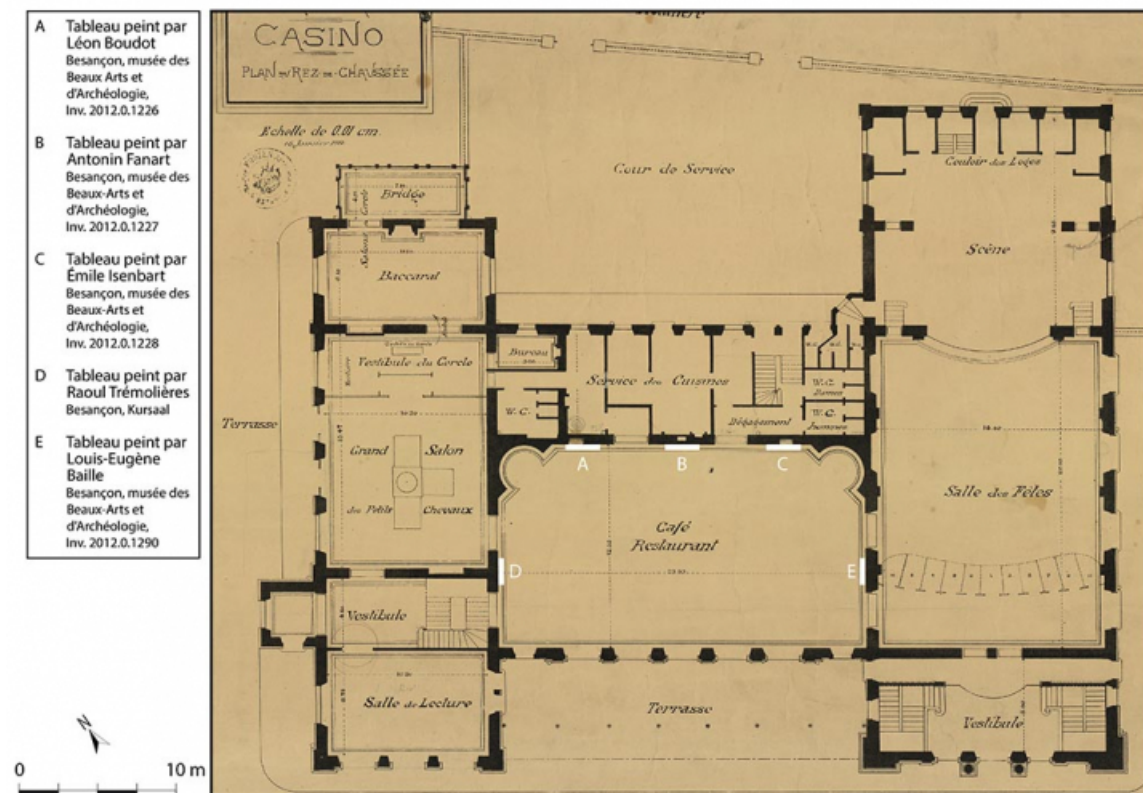 A Tableau peint par
Léon Boudot
Besançon, musée des
Beaux Arts et
d'Archéologie,
Inv. 2012.0.1226
B Tableau peint par
Antonin Fanart
Besançon, musée des
Beaux-Arts et
d'Archéologie,
Inv. 2012.0.1227
C Tableau peint par
Émile Isenbart
Besançon, musée des
Beaux-Arts et
d'Archéologie,
Inv. 2012.0.1228
D Tableau peint par
Raoul Trémolières
Besançon, Kursaal
E Tableau peint par
Louis-Eugène
Baille
Besançon, musée des
Beaux-Arts et
d'Archéologie,
Inv. 2012.0.1290
N
0 10 m
CASINO
PLAN DU REZ-DE-CHAUSSÉE
Echelle de 0.01 cm.
Cour de Service
Couloir des Loges
Bridge
Salons du Cercle
Scène
Baccarat
Vestibule du Cercle
Bureau
Service des Cuisines
W.C.
Dames
W.C.
Dégagement
W.C.
Terrasse
Grand Salon
des Petits Chevaux
A B C
Salle des Fêtes
Café
Restaurant
D E
Vestibule
Salle de Lecture
Terrasse
Vestibule